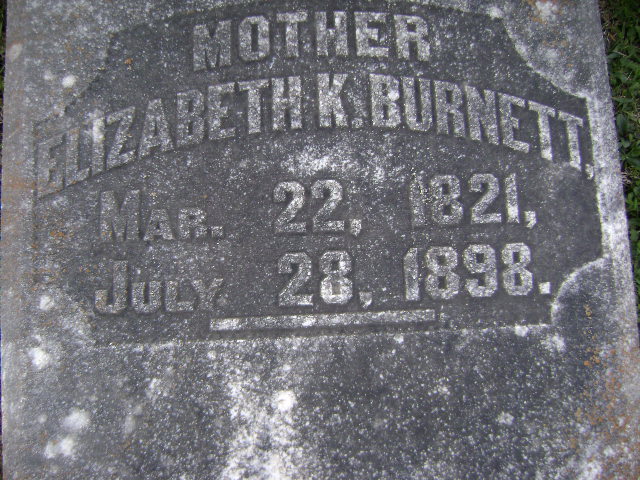 MOTHER
ELIZABETH K. BURNETT,
MAR. 22, 1821,
JULY. 28, 1898.